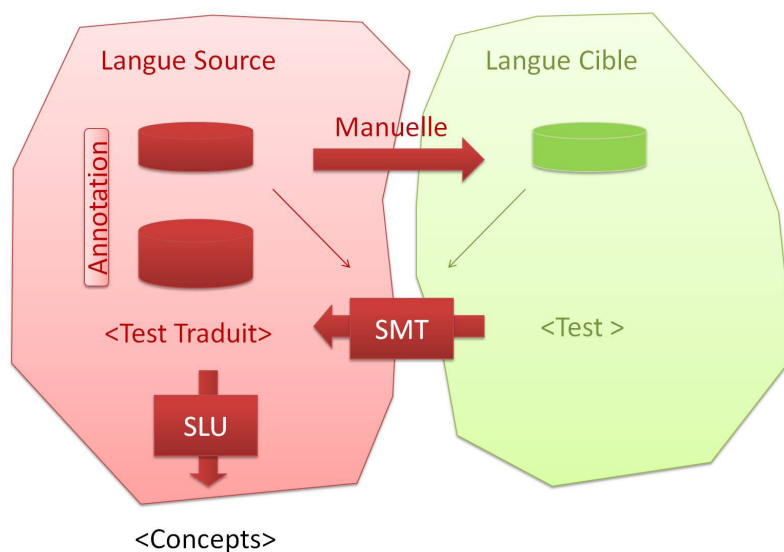 Langue Source
Langue Cible
Manuelle
Annotation
<Test Traduit>
SMT
<Test >
SLU
<Concepts>